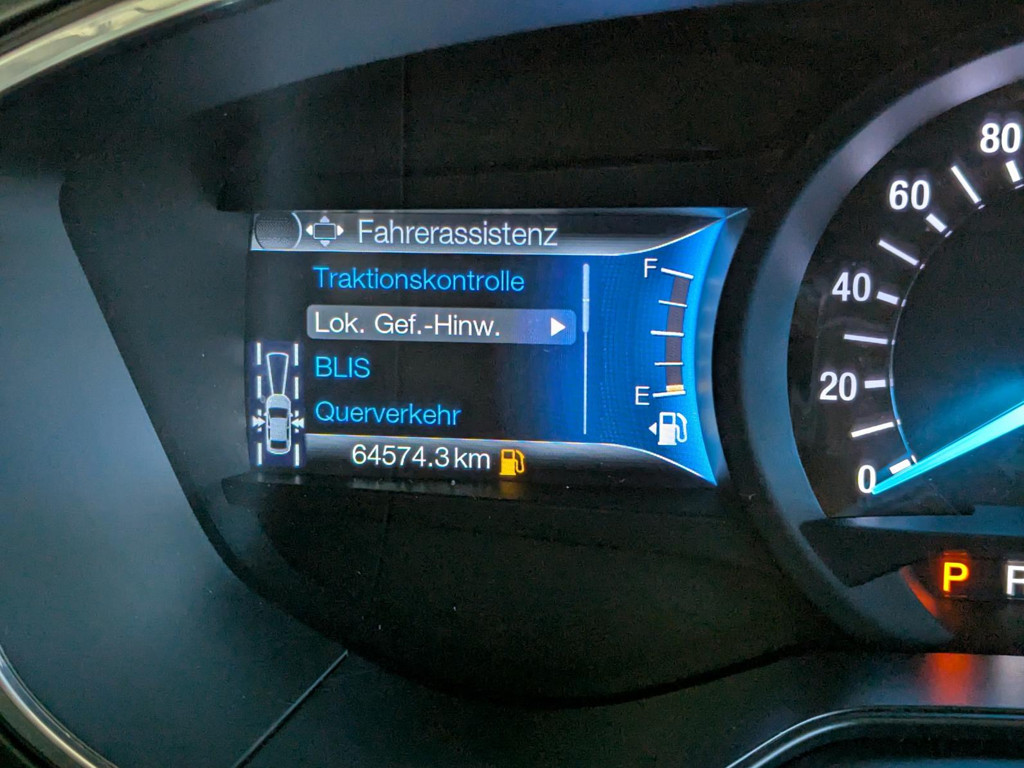 Fahrerassistenz
Traktionskontrolle
Lok. Gef.-Hinw.
BLIS
Querverkehr
64574.3 km
F
E
80
60
40
20
0
P